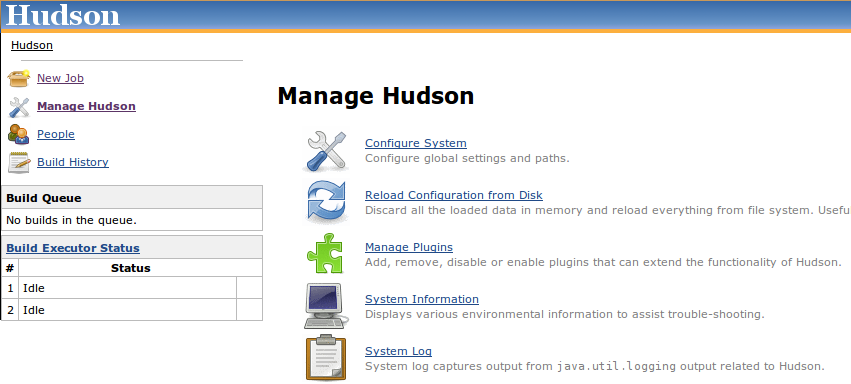 Hudson
Hudson
New Job
Manage Hudson
People
Build History
Build Queue
No builds in the queue.
Build Executor Status
# Status
1 Idle
2 Idle
Manage Hudson
Configure System
Configure global settings and paths.
Reload Configuration from Disk
Discard all the loaded data in memory and reload everything from file system. Usefu
Manage Plugins
Add, remove, disable or enable plugins that can extend the functionality of Hudson.
System Information
Displays various environmental information to assist trouble-shooting.
System Log
System log captures output from java.util.logging output related to Hudson.